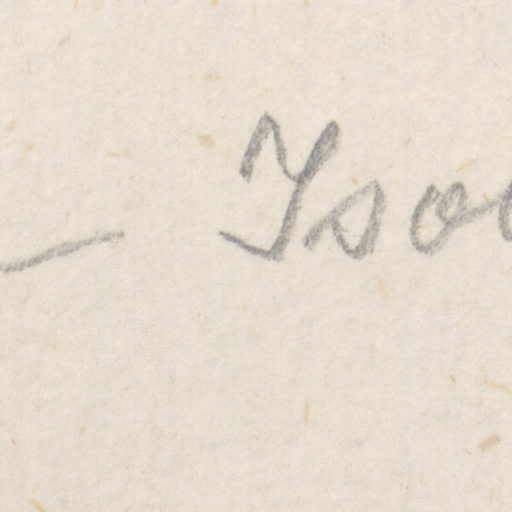 — Iso